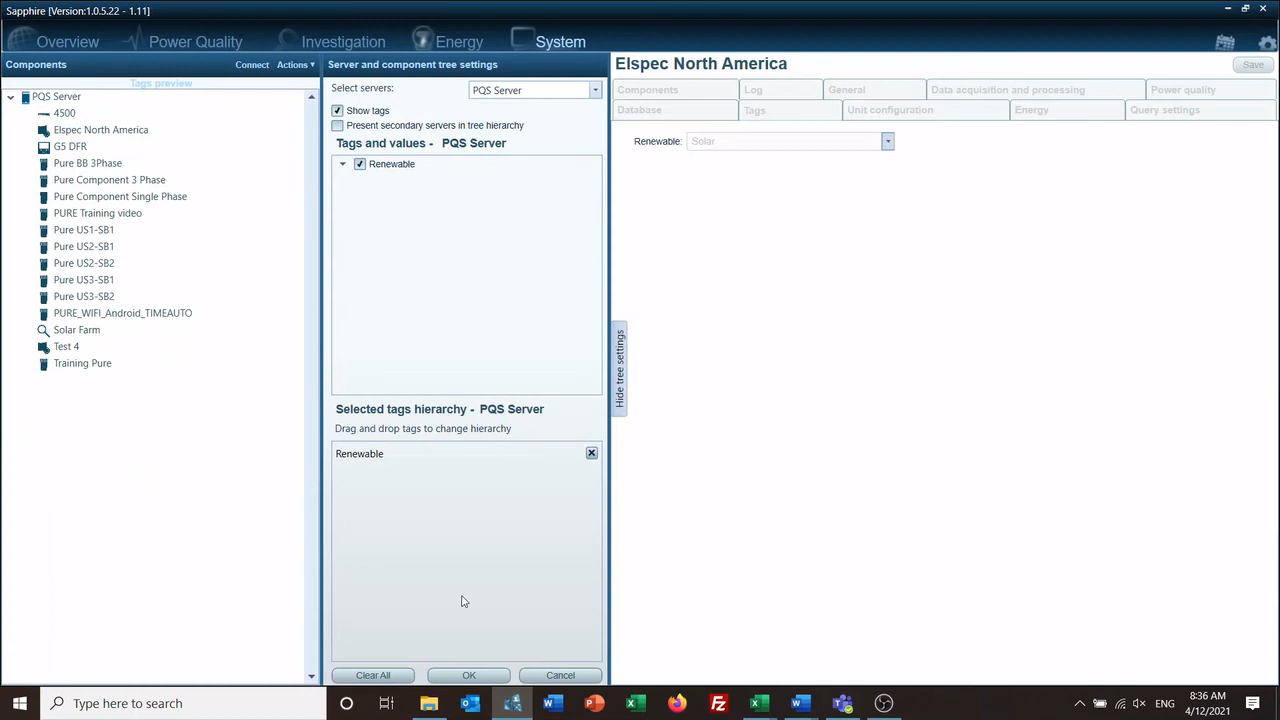 Sapphire [Version:1.0.5.22 - 1.11]
Overview
Power Quality
Investigation
Energy
System
Components
Connect
Actions
Tags preview
PQS Server
4500
Elspec North America
G5 DFR
Pure BB 3Phase
Pure Component 3 Phase
Pure Component Single Phase
PURE Training video
Pure US1-SB1
Pure US2-SB1
Pure US2-SB2
Pure US3-SB1
Pure US3-SB2
PURE_WIFI_Android_TIMEAUTO
Solar Farm
Test 4
Training Pure
Server and component tree settings
Select servers:
PQS Server
Show tags
Present secondary servers in tree hierarchy
Tags and values - PQS Server
Renewable
Selected tags hierarchy - PQS Server
Drag and drop tags to change hierarchy
Renewable
Clear All
OK
Cancel
Hide tree settings
Elspec North America
Save
Components
Log
General
Data acquisition and processing
Power quality
Database
Tags
Unit configuration
Energy
Query settings
Renewable:
Solar
Type here to search
ENG
8:36 AM
4/12/2021